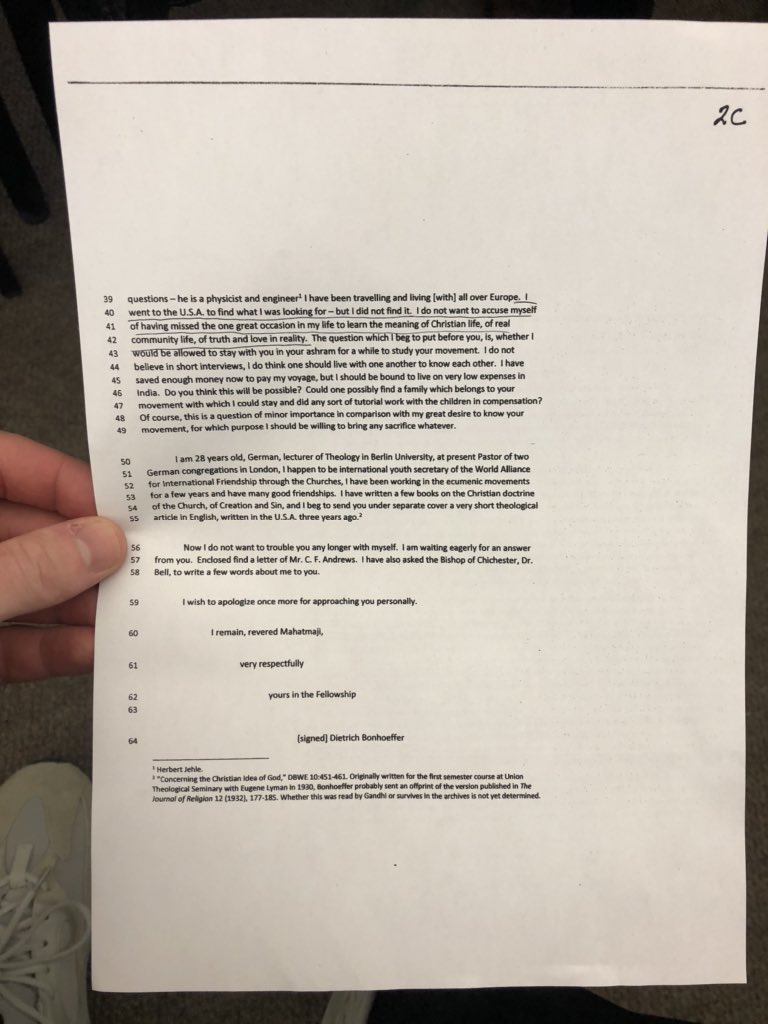 2C
39 questions – he is a physicist and engineer¹ I have been travelling and living [with] all over Europe. I
40 went to the U.S.A. to find what I was looking for – but I did not find it. I do not want to accuse myself
41 of having missed the one great occasion in my life to learn the meaning of Christian life, of real
42 community life, of truth and love in reality. The question which I beg to put before you, is, whether I
43 would be allowed to stay with you in your ashram for a while to study your movement. I do not
44 believe in short interviews, I do think one should live with one another to know each other. I have
45 saved enough money now to pay my voyage, but I should be bound to live on very low expenses in
46 India. Do you think this will be possible? Could one possibly find a family which belongs to your
47 movement with which I could stay and did any sort of tutorial work with the children in compensation?
48 Of course, this is a question of minor importance in comparison with my great desire to know your
49 movement, for which purpose I should be willing to bring any sacrifice whatever.
50 I am 28 years old, German, lecturer of Theology in Berlin University, at present Pastor of two
51 German congregations in London, I happen to be international youth secretary of the World Alliance
52 for International Friendship through the Churches, I have been working in the ecumenic movements
53 for a few years and have many good friendships. I have written a few books on the Christian doctrine
54 of the Church, of Creation and Sin, and I beg to send you under separate cover a very short theological
55 article in English, written in the U.S.A. three years ago.²
56 Now I do not want to trouble you any longer with myself. I am waiting eagerly for an answer
57 from you. Enclosed find a letter of Mr. C. F. Andrews. I have also asked the Bishop of Chichester, Dr.
58 Bell, to write a few words about me to you.
59 I wish to apologize once more for approaching you personally.
60 I remain, revered Mahatmaji,
61 very respectfully
62 yours in the Fellowship
63
64 [signed] Dietrich Bonhoeffer
¹ Herbert Jehle.
² "Concerning the Christian Idea of God," DBWE 10:451-461. Originally written for the first semester course at Union
Theological Seminary with Eugene Lyman in 1930, Bonhoeffer probably sent an offprint of the version published in The
Journal of Religion 12 (1932), 177-185. Whether this was read by Gandhi or survives in the archives is not yet determined.